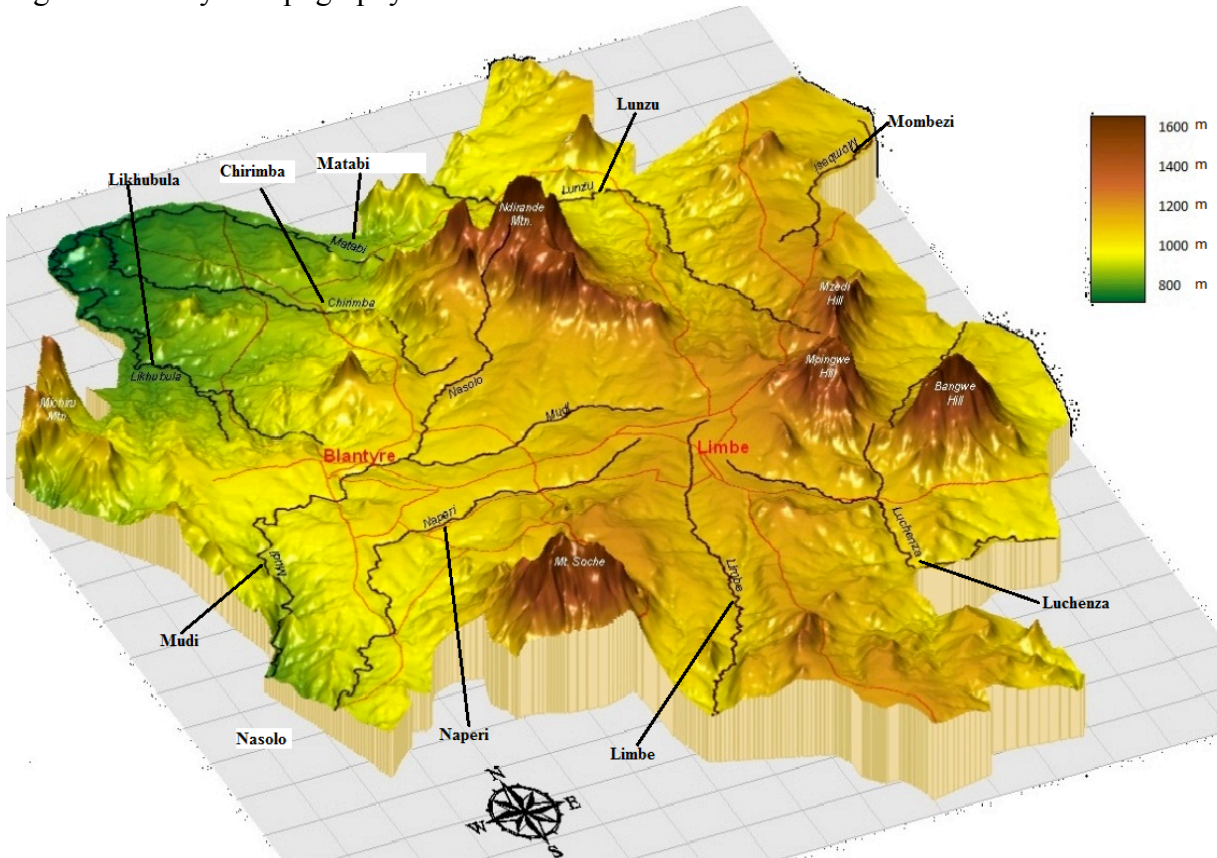 Lunzu
Mombezi
Matabi
Chirimba
Likhubula
1600 m
1400 m
1200 m
1000 m
800 m
Mombesi
Lunzu
Ndirande
Mtn.
Matabi
Chirimba
Mzedi
Hill
Mpingwe
Hill
Bangwe
Hill
Likhubula
Michiru
Mtn.
Nasolo
Mudi
Blantyre
Limbe
Naperi
Luchenza
Mudi
Mt. Soche
Limbe
Luchenza
Mudi
Nasolo
Naperi
Limbe
N
E
W
S